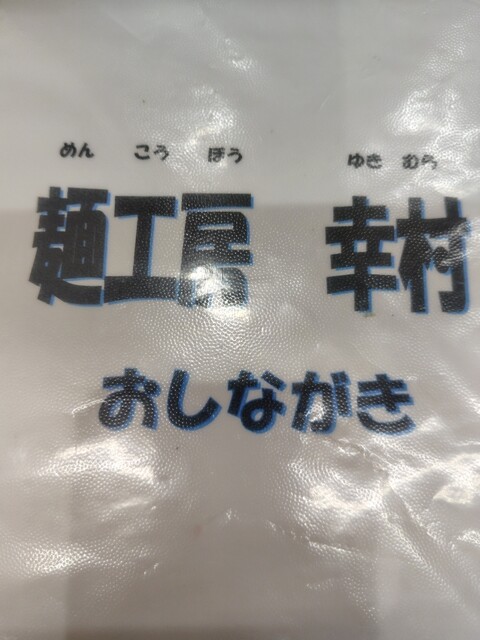 めん こう ぼう ゆき むら
麺工房 幸村
おしながき